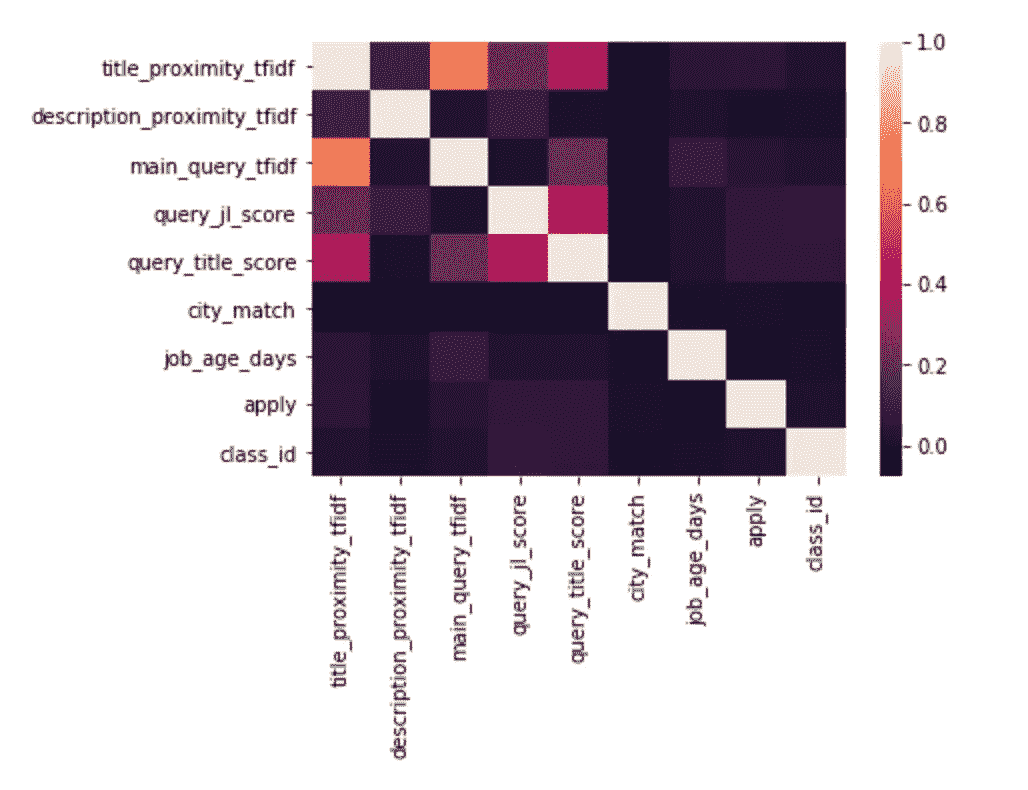 title_proximity_tfidf
description_proximity_tfidf
main_query_tfidf
query_jl_score
query_title_score
city_match
job_age_days
apply
class_id
title_proximity_tfidf
description_proximity_tfidf
main_query_tfidf
query_jl_score
query_title_score
city_match
job_age_days
apply
class_id
1.0
0.8
0.6
0.4
0.2
0.0